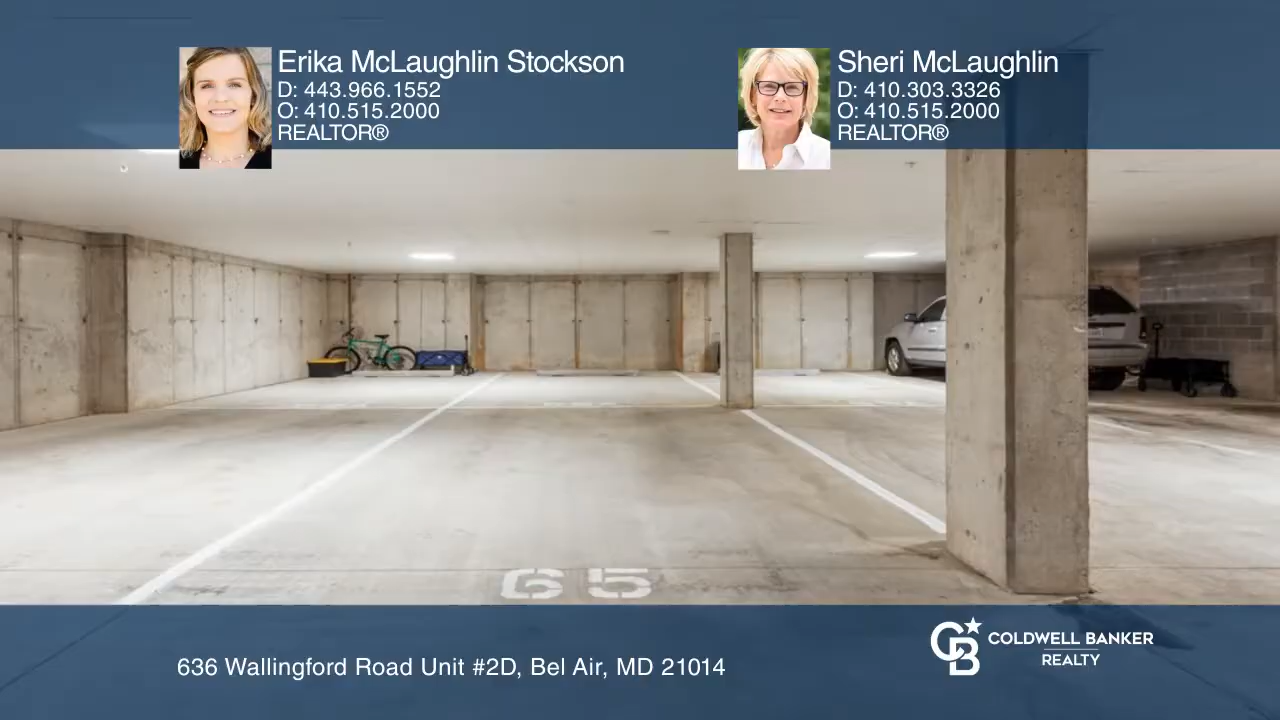 Erika McLaughlin Stockson
D: 443.966.1552
O: 410.515.2000
REALTOR®
Sheri McLaughlin
D: 410.303.3326
O: 410.515.2000
REALTOR®
65
636 Wallingford Road Unit #2D, Bel Air, MD 21014
CB
COLDWELL BANKER
REALTY